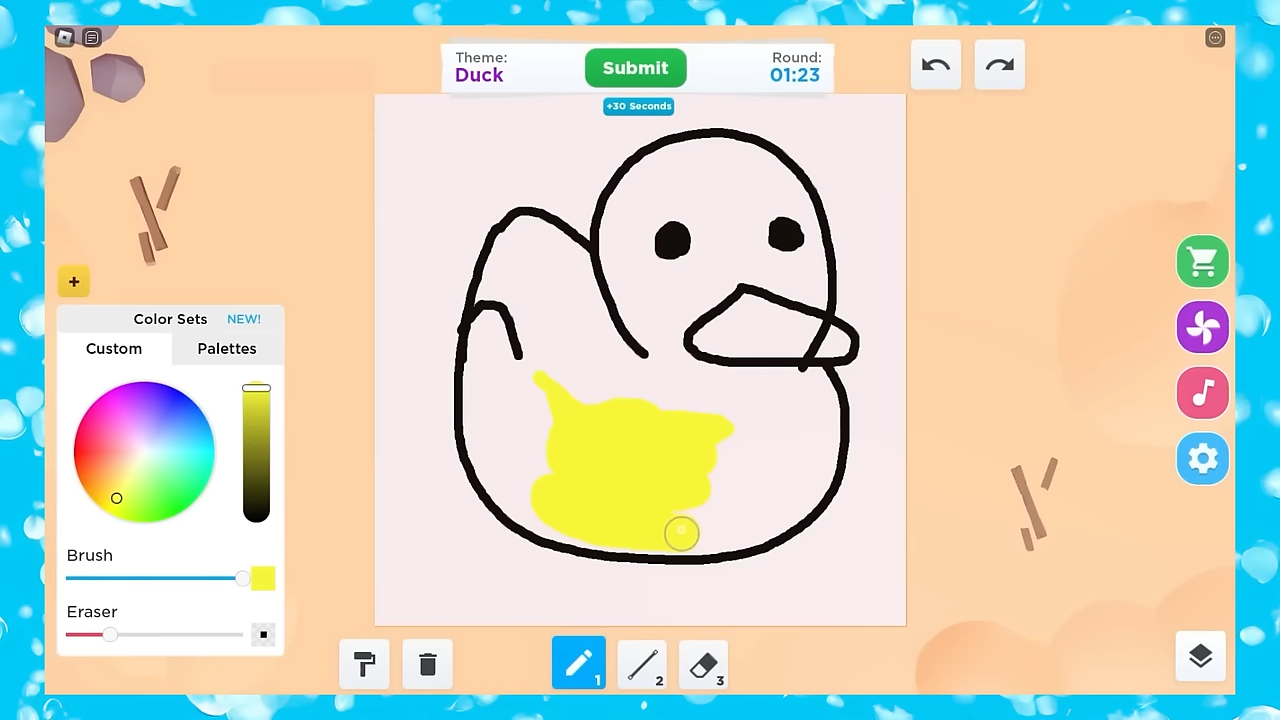 Theme:
Duck
Submit
Round:
01:23
+30 Seconds
+
Color Sets NEW!
Custom Palettes
Brush
Eraser
1
2
3